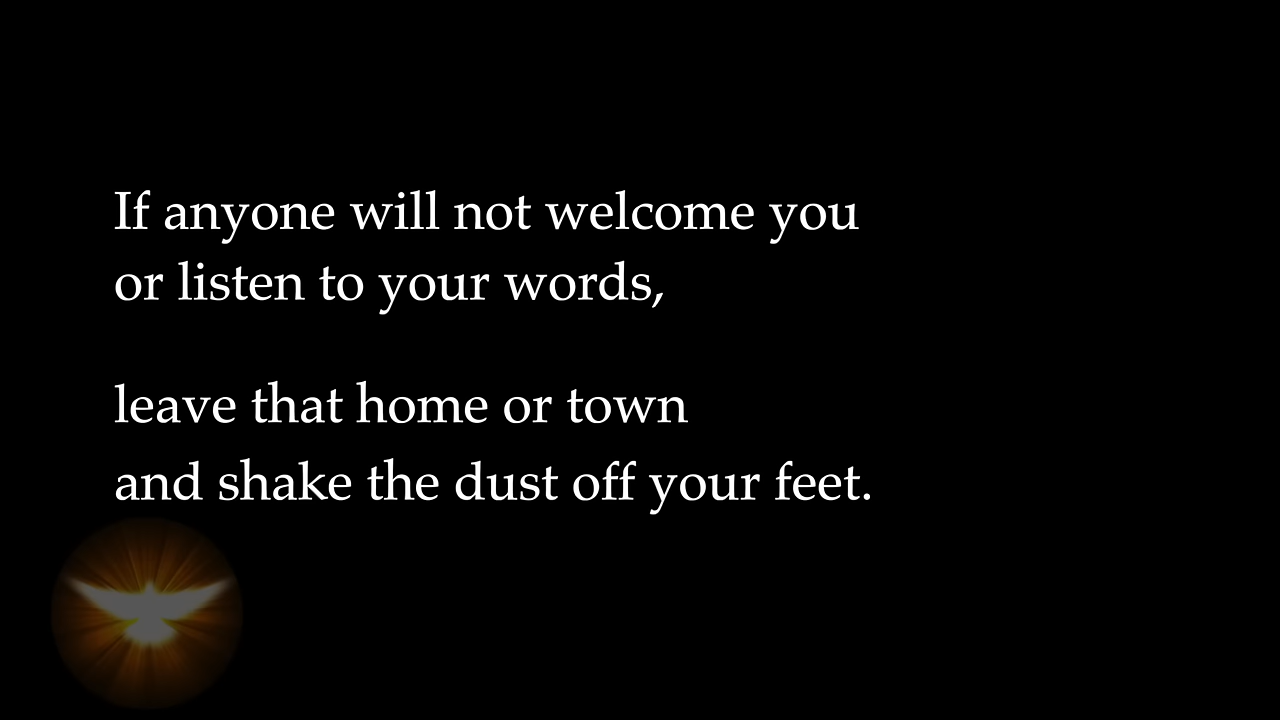 If anyone will not welcome you
or listen to your words,
leave that home or town
and shake the dust off your feet.